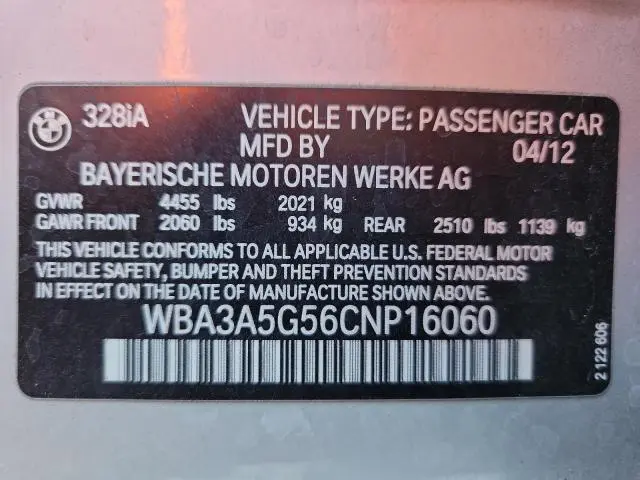 BMW 328iA VEHICLE TYPE: PASSENGER CAR
MFD BY 04/12
BAYERISCHE MOTOREN WERKE AG
GVWR 4455 lbs 2021 kg
GAWR FRONT 2060 lbs 934 kg REAR 2510 lbs 1139 kg
THIS VEHICLE CONFORMS TO ALL APPLICABLE U.S. FEDERAL MOTOR
VEHICLE SAFETY, BUMPER AND THEFT PREVENTION STANDARDS
IN EFFECT ON THE DATE OF MANUFACTURE SHOWN ABOVE.
WBA3A5G56CNP16060
2 122 606